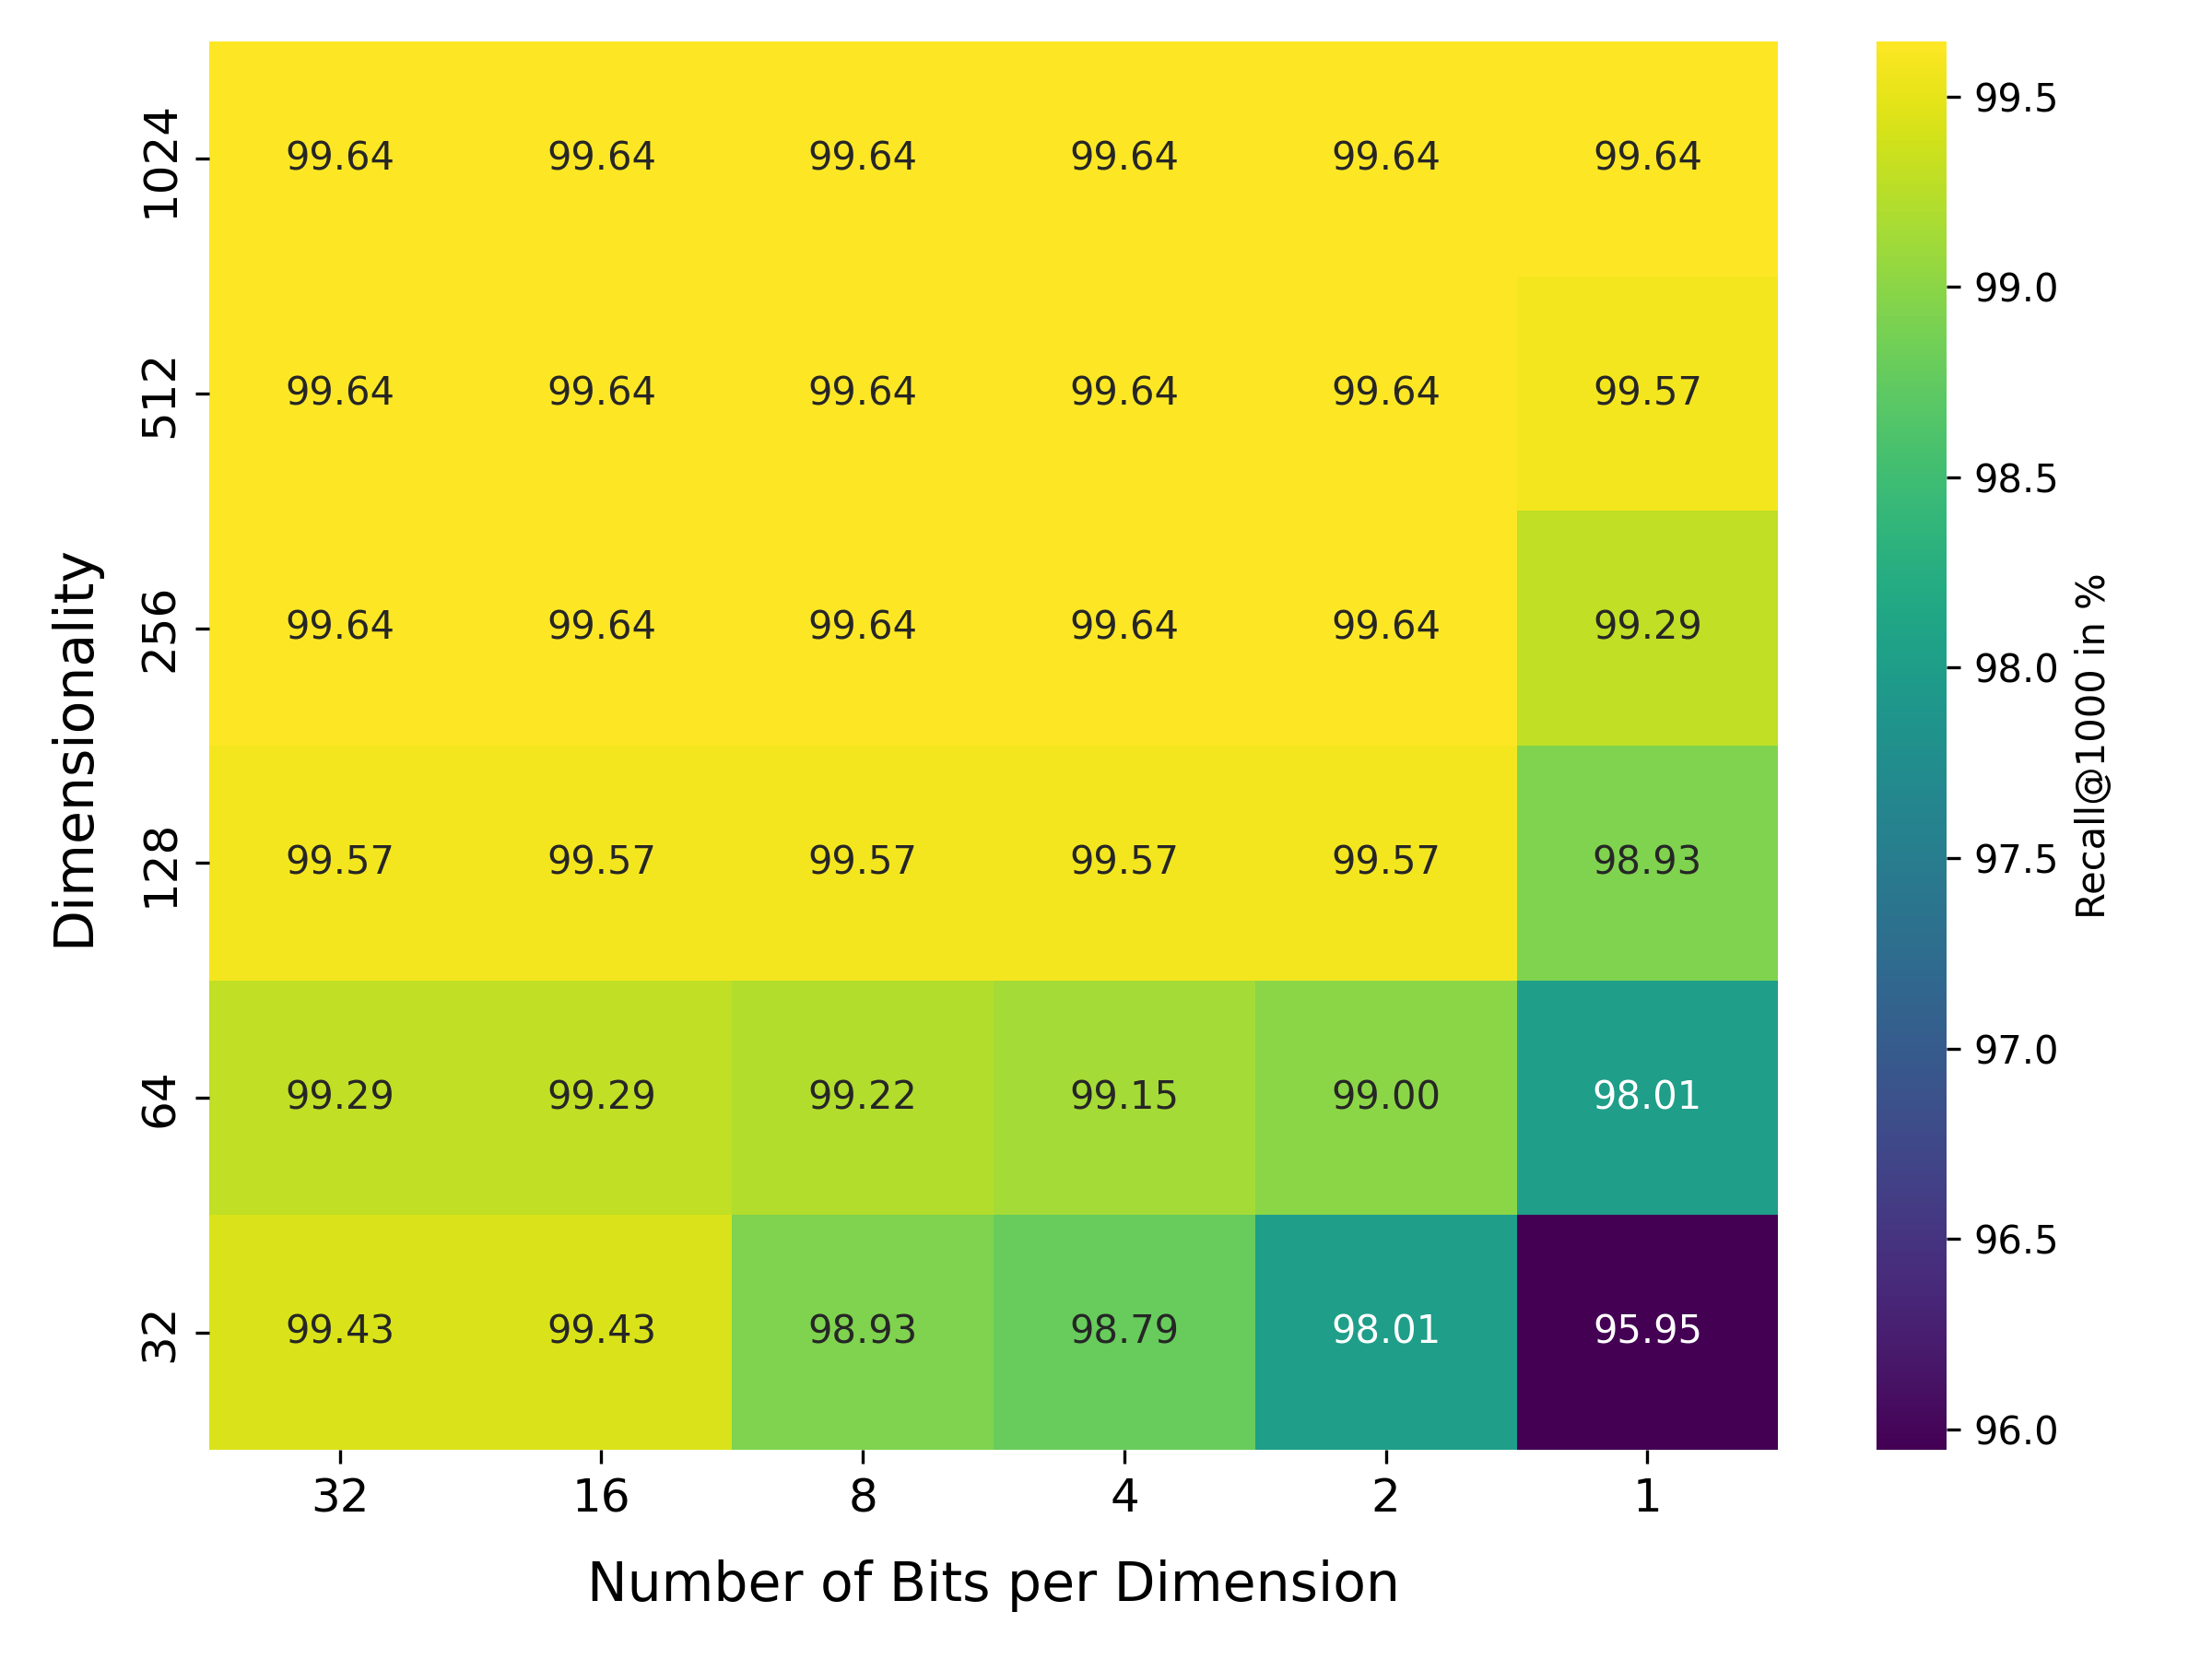 1024 99.64 99.64 99.64 99.64 99.64 99.64
512 99.64 99.64 99.64 99.64 99.64 99.57
256 99.64 99.64 99.64 99.64 99.64 99.29
128 99.57 99.57 99.57 99.57 99.57 98.93
64 99.29 99.29 99.22 99.15 99.00 98.01
32 99.43 99.43 98.93 98.79 98.01 95.95
32 16 8 4 2 1
Number of Bits per Dimension
Dimensionality
99.5
99.0
98.5
98.0
97.5
97.0
96.5
96.0
Recall@1000 in %